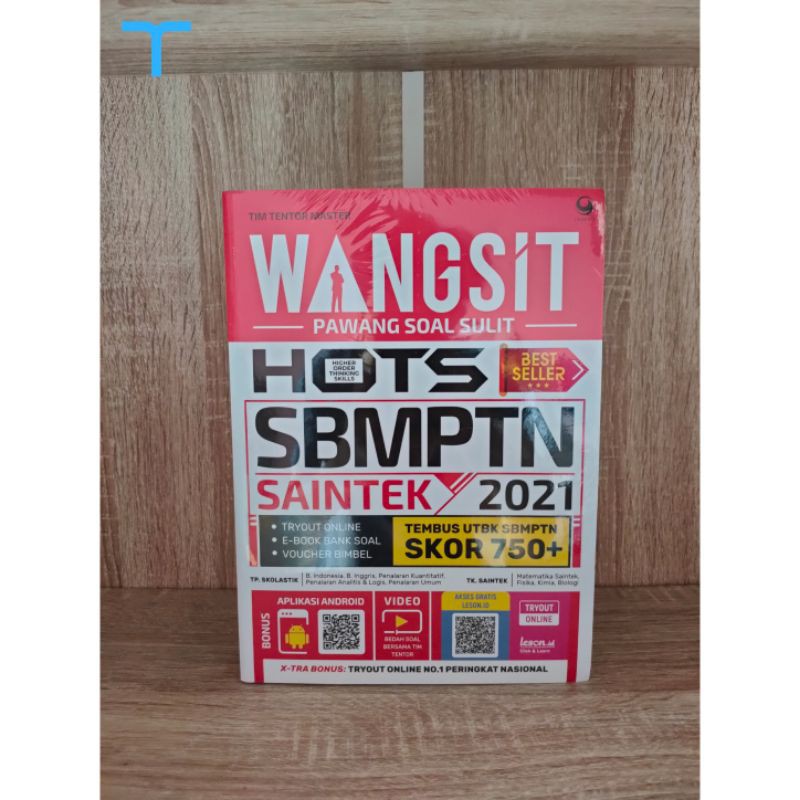 T
TIM TENTOR MASTER
WANGSIT
PAWANG SOAL SULIT
HOTS
HIGHER
ORDER
THINKING
SKILLS
BEST
SELLER
SBMPTN
SAINTEK 2021
• TRYOUT ONLINE
• E-BOOK BANK SOAL
• VOUCHER BIMBEL
TEMBUS UTBK SBMPTN
SKOR 750+
TP. SKOLASTIK
B. Indonesia, B. Inggris, Penalaran Kuantitatif,
Penalaran Analitis & Logis, Penalaran Umum
TK. SAINTEK
Matematika Saintek,
Fisika, Kimia, Biologi
BONUS
APLIKASI ANDROID
VIDEO
BEDAH SOAL
BERSAMA TIM
TENTOR
AKSES GRATIS
LESON.ID
TRYOUT
ONLINE
Leson.id
Click & Learn
X-TRA BONUS: TRYOUT ONLINE NO.1 PERINGKAT NASIONAL